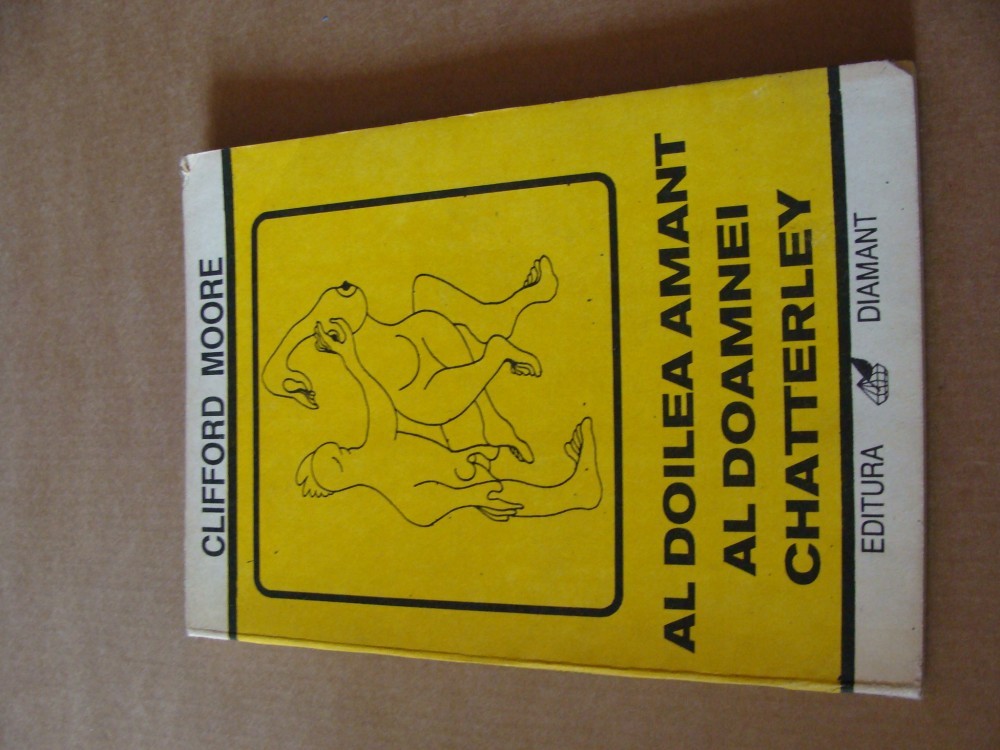 CLIFFORD MOORE
AL DOILEA AMANT
AL DOAMNEI
CHATTERLEY
EDITURA DIAMANT